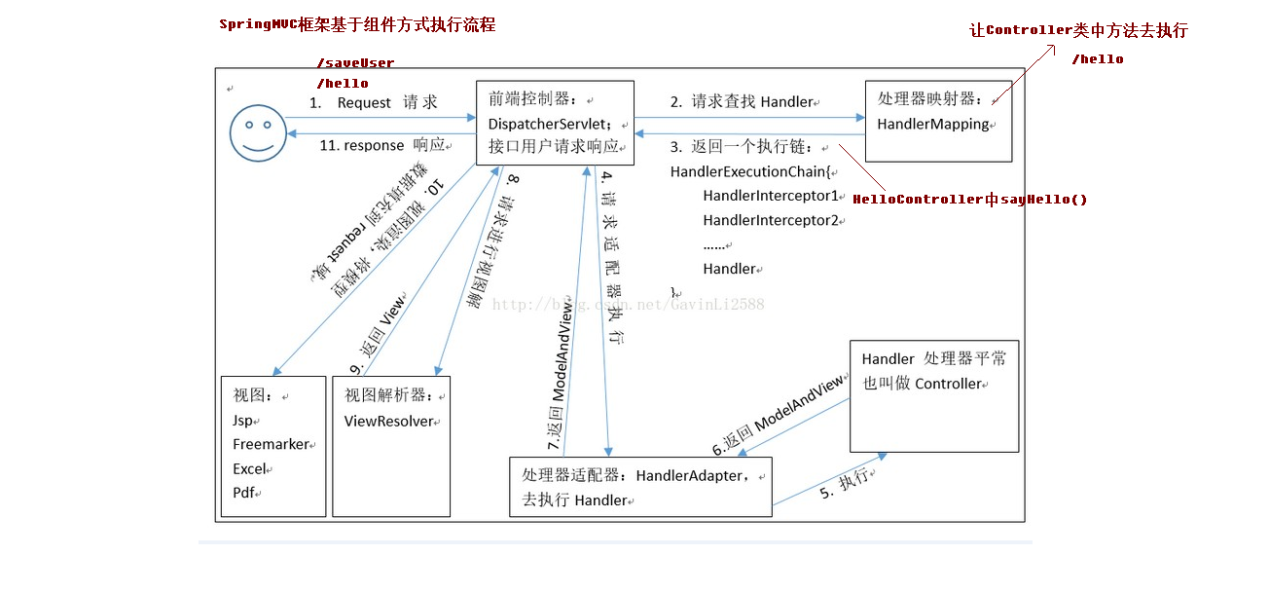 SpringMVC框架基于组件方式执行流程
让Controller类中方法去执行
/hello
/saveUser
/hello
1. Request 请求
11. response 响应
前端控制器：
DispatcherServlet；
接口用户请求响应
2. 请求查找 Handler
处理器映射器：
HandlerMapping
3. 返回一个执行链：
HandlerExecutionChain{
HandlerInterceptor1
HandlerInterceptor2
......
Handler
}
HelloController中sayHello()
4. 请求适配器执行
8. 请求进行视图解
10. 视图渲染，将模型
数据填充到 request 域
9. 返回 View
7.返回 ModelAndView
http://blog.csdn.net/GavinLi2588
Handler 处理器平常
也叫做 Controller
6.返回 ModelAndView
5. 执行
视图：
Jsp
Freemarker
Excel
Pdf
视图解析器：
ViewResolver
处理器适配器：HandlerAdapter，
去执行 Handler